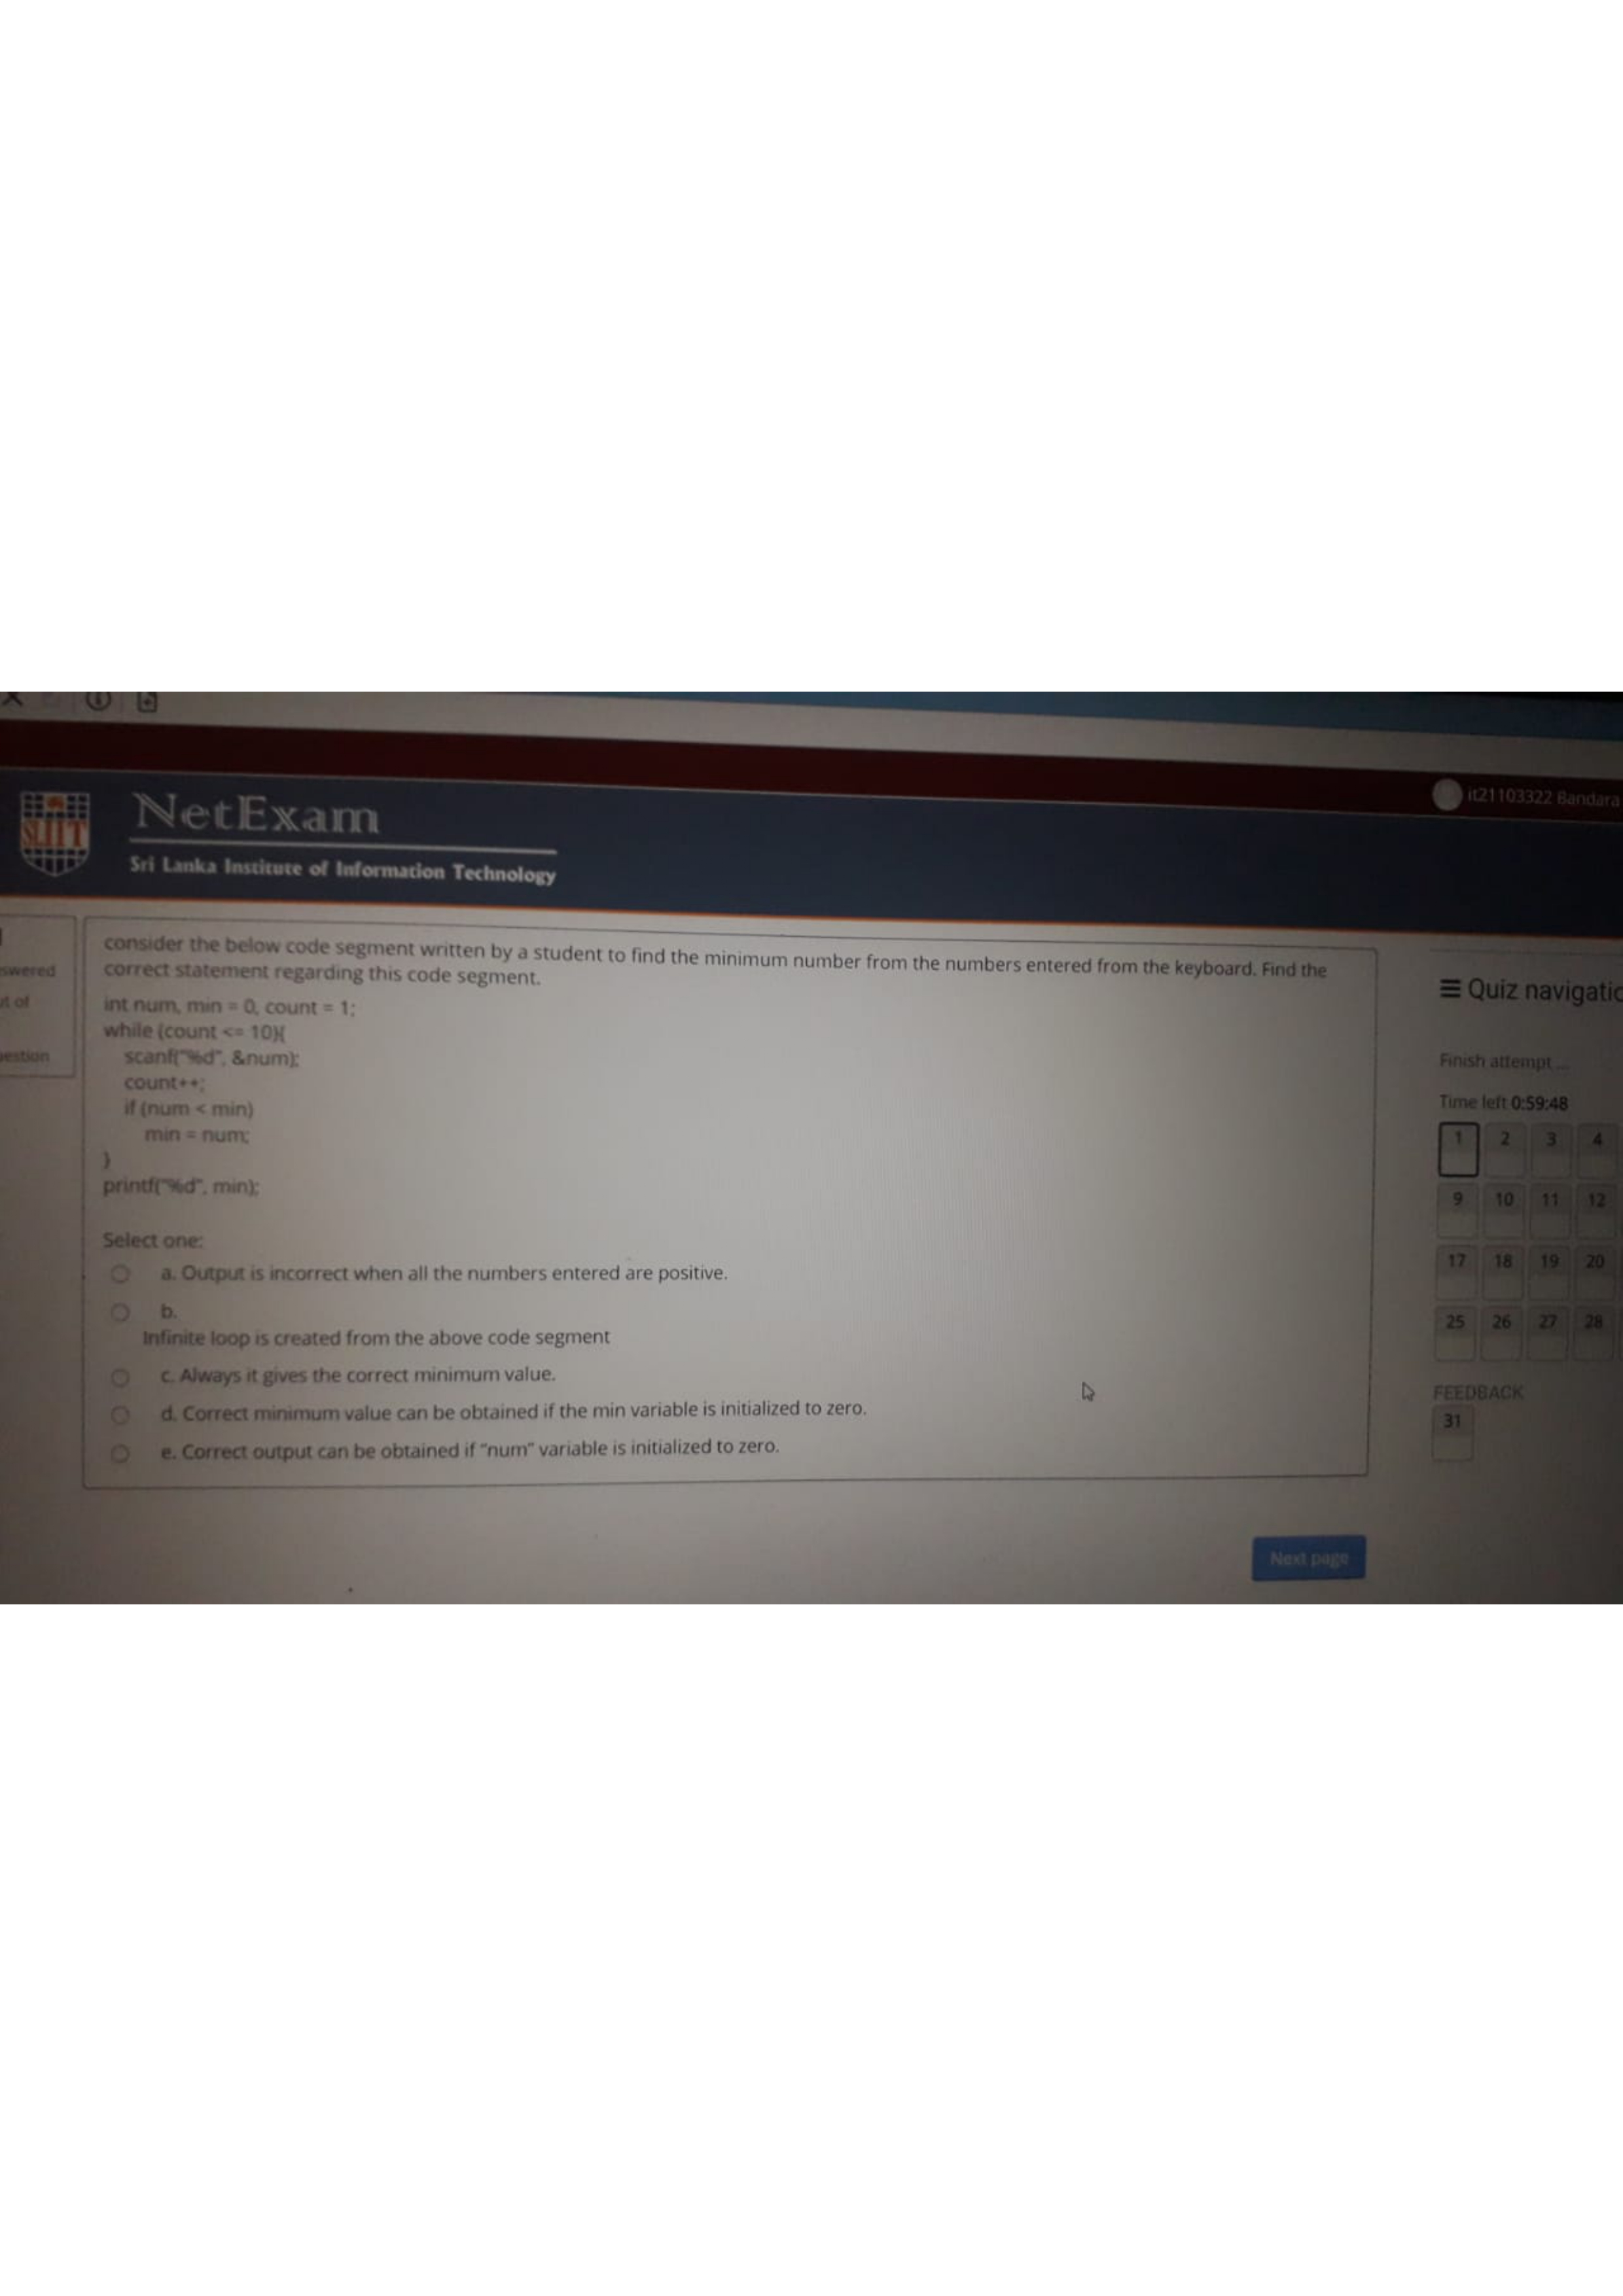 NetExam
Sri Lanka Institute of Information Technology
SLIIT
it21103322 Bandara
swered
ut of
estion
consider the below code segment written by a student to find the minimum number from the numbers entered from the keyboard. Find the
correct statement regarding this code segment.
int num, min = 0, count = 1;
while (count <= 10){
scanf("%d", &num);
count++;
if (num < min)
min = num;
}
printf("%d", min);
Select one:
a. Output is incorrect when all the numbers entered are positive.
b.
Infinite loop is created from the above code segment
c. Always it gives the correct minimum value.
d. Correct minimum value can be obtained if the min variable is initialized to zero.
e. Correct output can be obtained if "num" variable is initialized to zero.
Next page
Quiz navigatio
Finish attempt ...
Time left 0:59:48
1 2 3 4
9 10 11 12
17 18 19 20
25 26 27 28
FEEDBACK
31